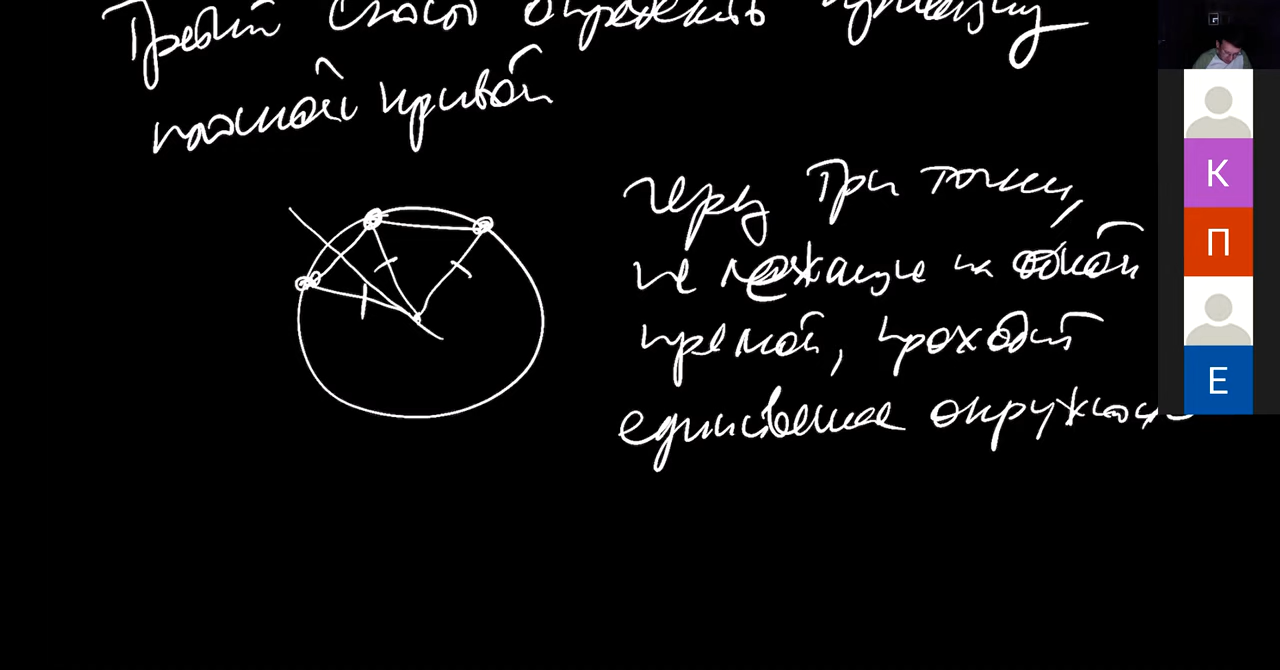 Третий способ определить кривизну
плоской кривой
через три точки,
не лежащие на одной
прямой, проходит
единственная окружность
К
П
Е